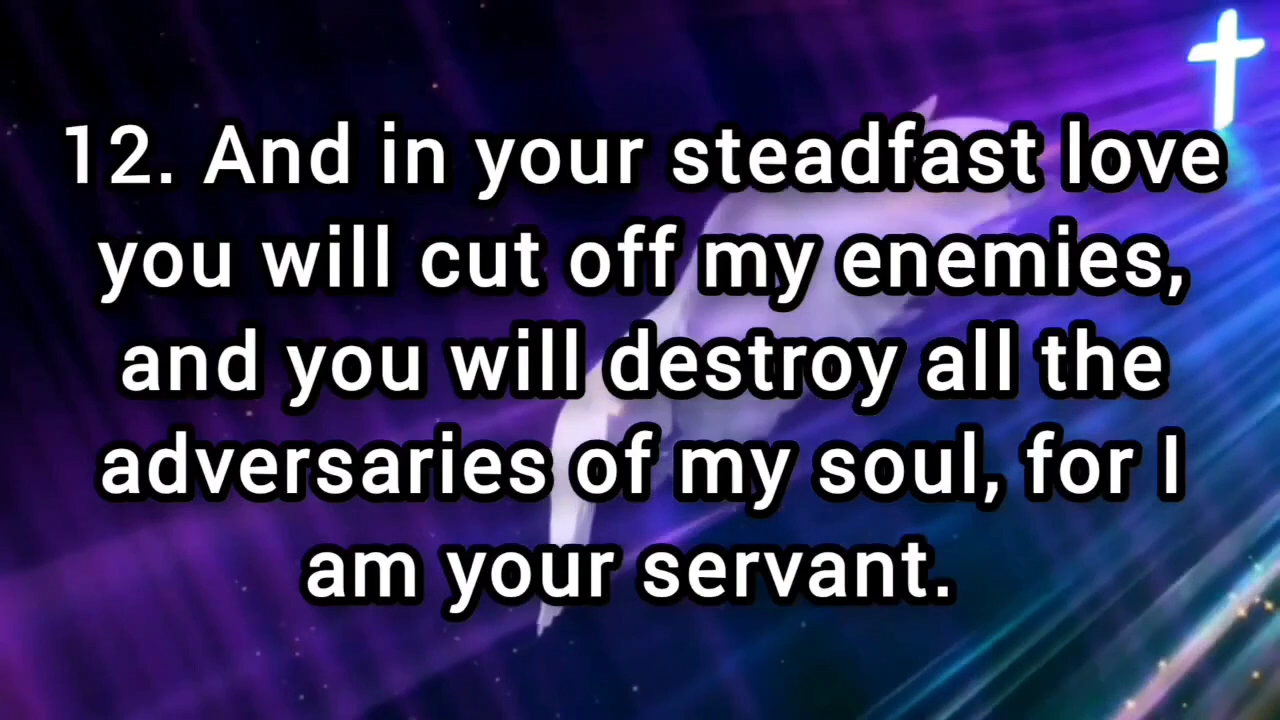 12. And in your steadfast love
you will cut off my enemies,
and you will destroy all the
adversaries of my soul, for I
am your servant.